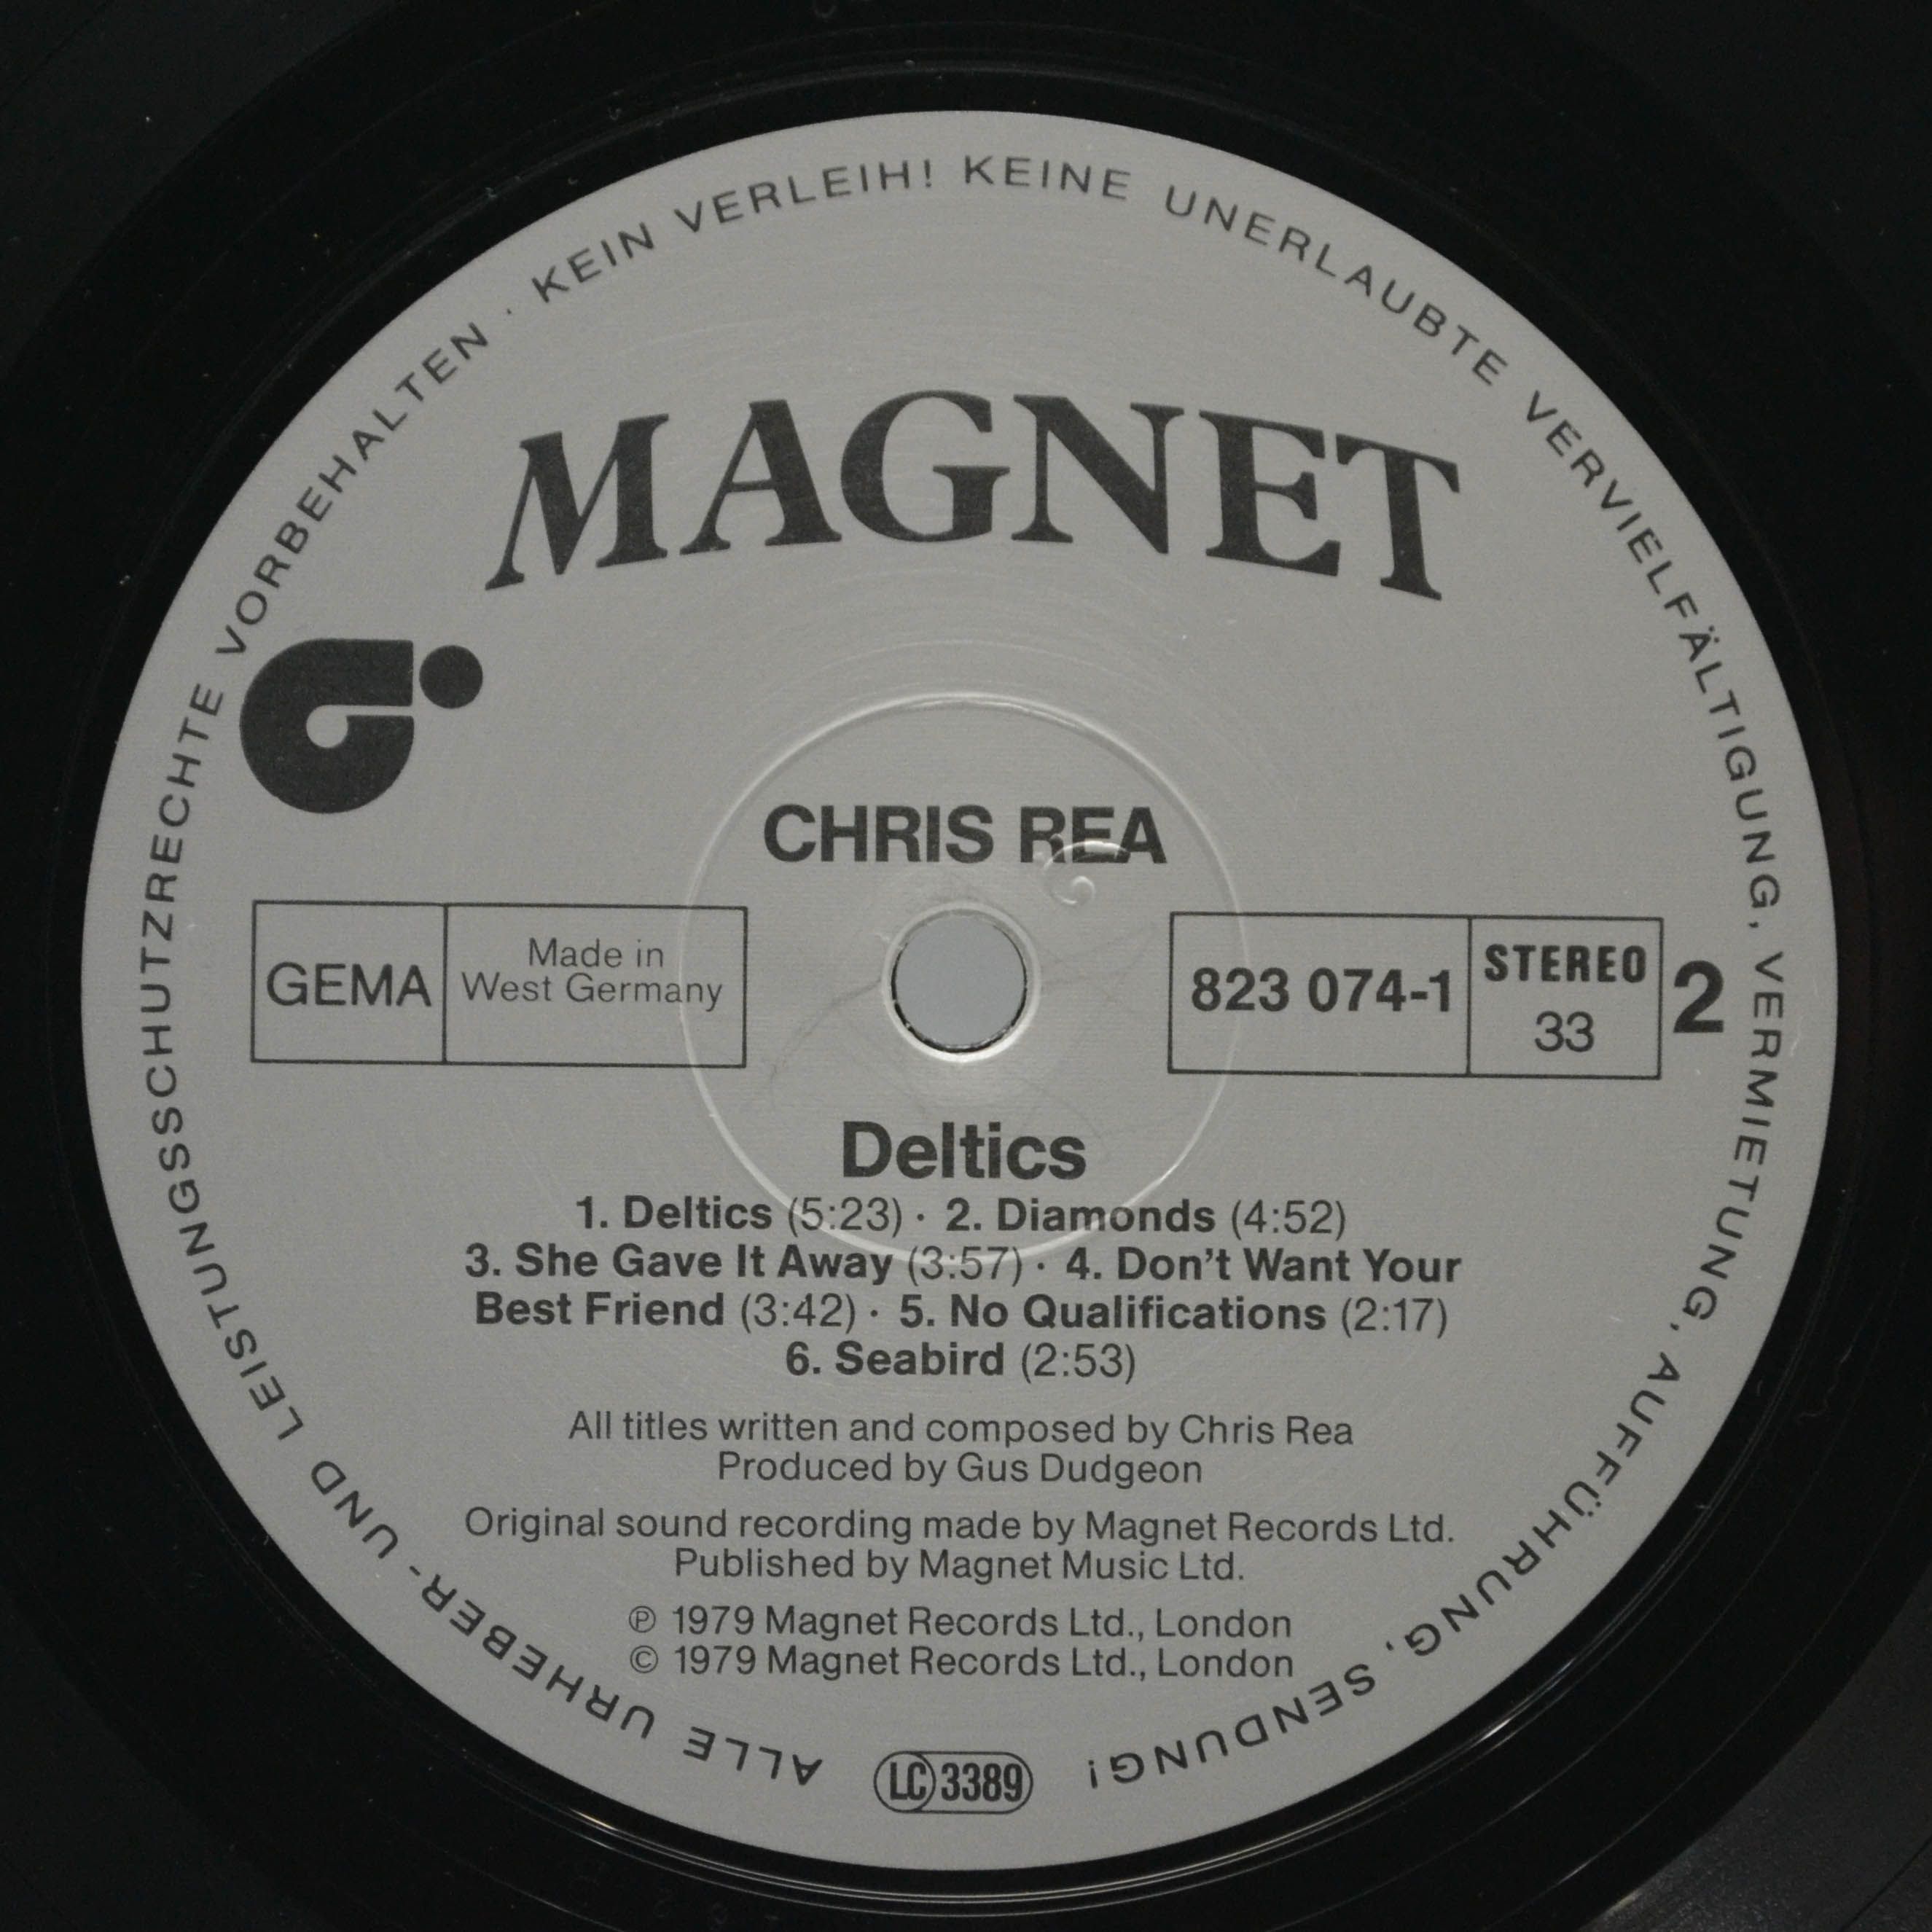 ALLE URHEBER- UND LEISTUNGSSCHUTZRECHTE VORBEHALTEN · KEIN VERLEIH! KEINE UNERLAUBTE VERVIELFÄLTIGUNG, VERMIETUNG, AUFFÜHRUNG, SENDUNG!
MAGNET
CHRIS REA
GEMA
Made in
West Germany
823 074-1
STEREO
33
2
Deltics
1. Deltics (5:23) · 2. Diamonds (4:52)
3. She Gave It Away (3:57) · 4. Don't Want Your
Best Friend (3:42) · 5. No Qualifications (2:17)
6. Seabird (2:53)
All titles written and composed by Chris Rea
Produced by Gus Dudgeon
Original sound recording made by Magnet Records Ltd.
Published by Magnet Music Ltd.
℗ 1979 Magnet Records Ltd., London
© 1979 Magnet Records Ltd., London
LC 3389